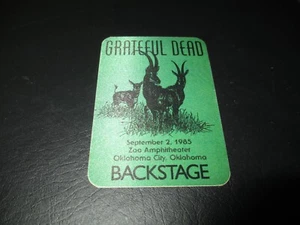 GRATEFUL DEAD
September 2, 1985
Zoo Amphitheater
Oklahoma City, Oklahoma
BACKSTAGE